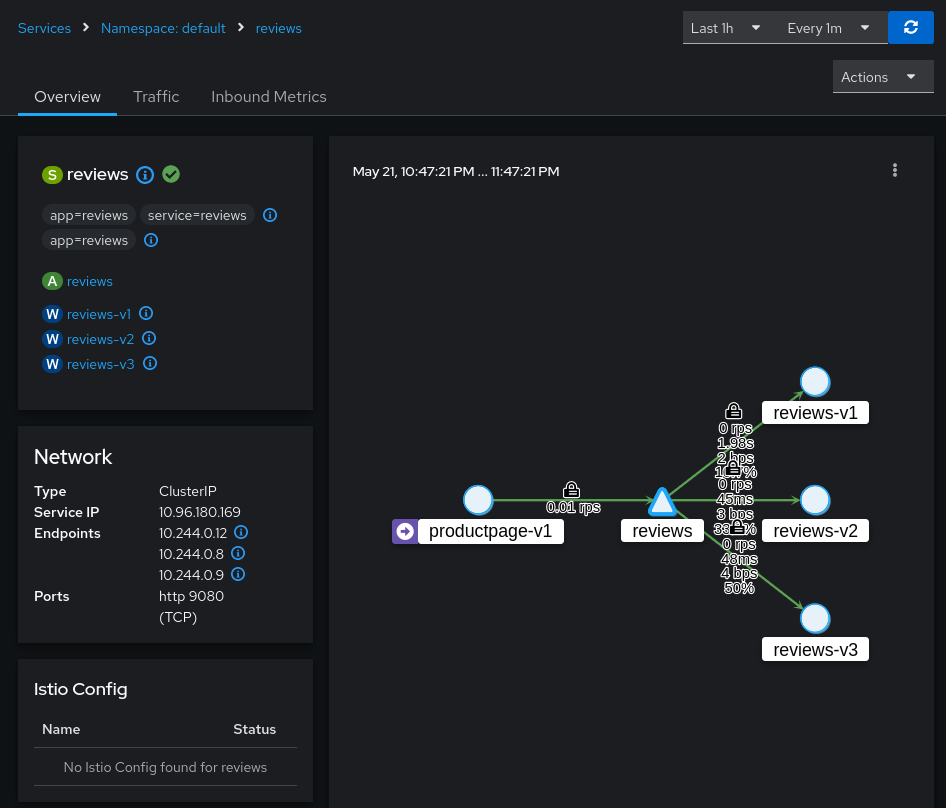 Services > Namespace: default > reviews
Last 1h Every 1m
Actions
Overview Traffic Inbound Metrics
S reviews
app=reviews service=reviews
app=reviews
A reviews
W reviews-v1
W reviews-v2
W reviews-v3
Network
Type ClusterIP
Service IP 10.96.180.169
Endpoints 10.244.0.12
10.244.0.8
10.244.0.9
Ports http 9080
(TCP)
Istio Config
Name Status
No Istio Config found for reviews
May 21, 10:47:21 PM ... 11:47:21 PM
reviews-v1
0 rps
1.98s
2 bps
0 rps
45ms
3 bps
0.01 rps
productpage-v1
reviews
reviews-v2
0 rps
48ms
4 bps
50%
reviews-v3